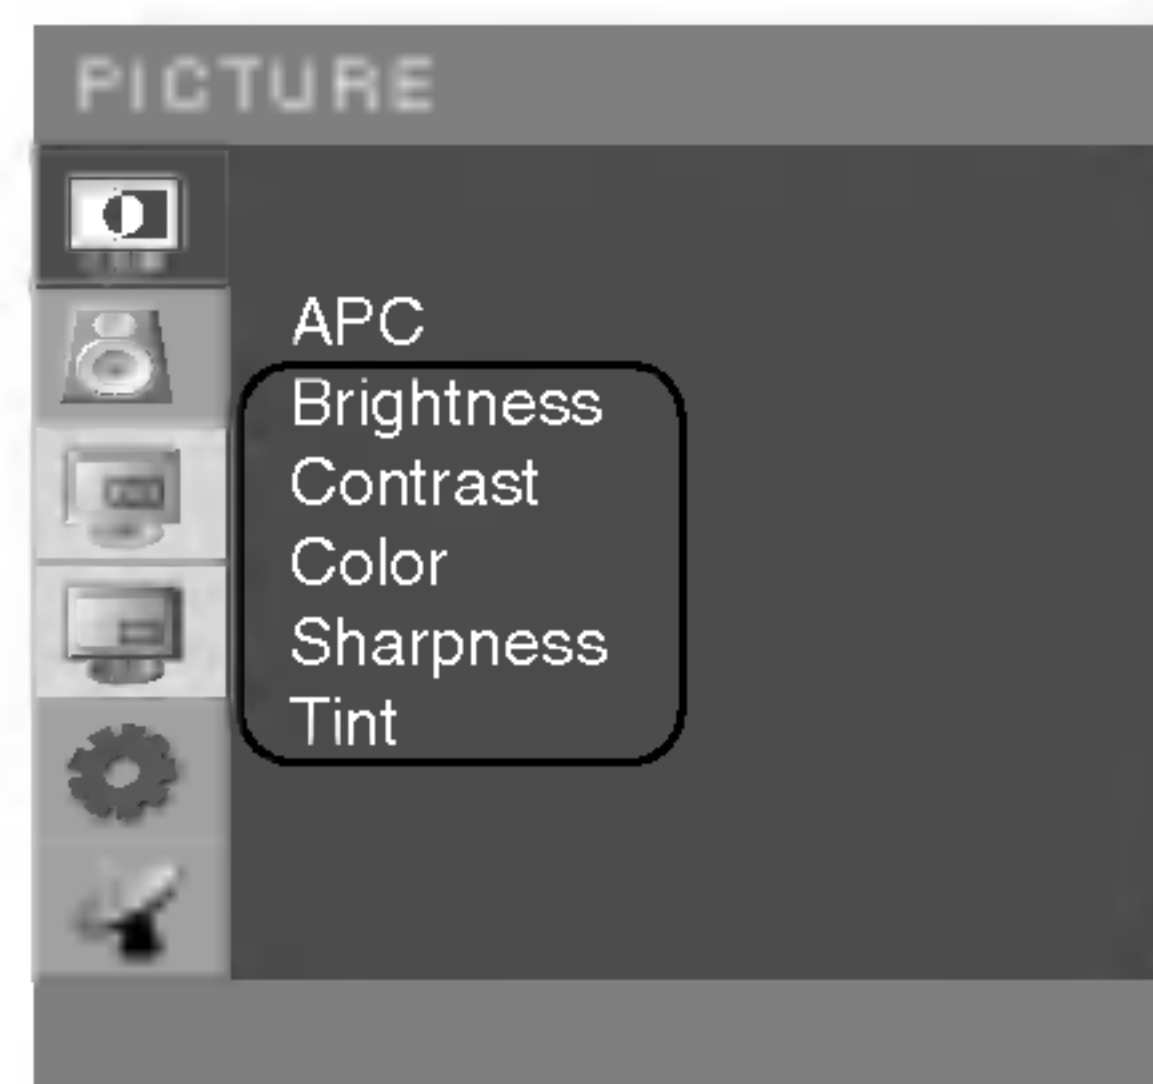 PICTURE
APC
Brightness
Contrast
Color
Sharpness
Tint